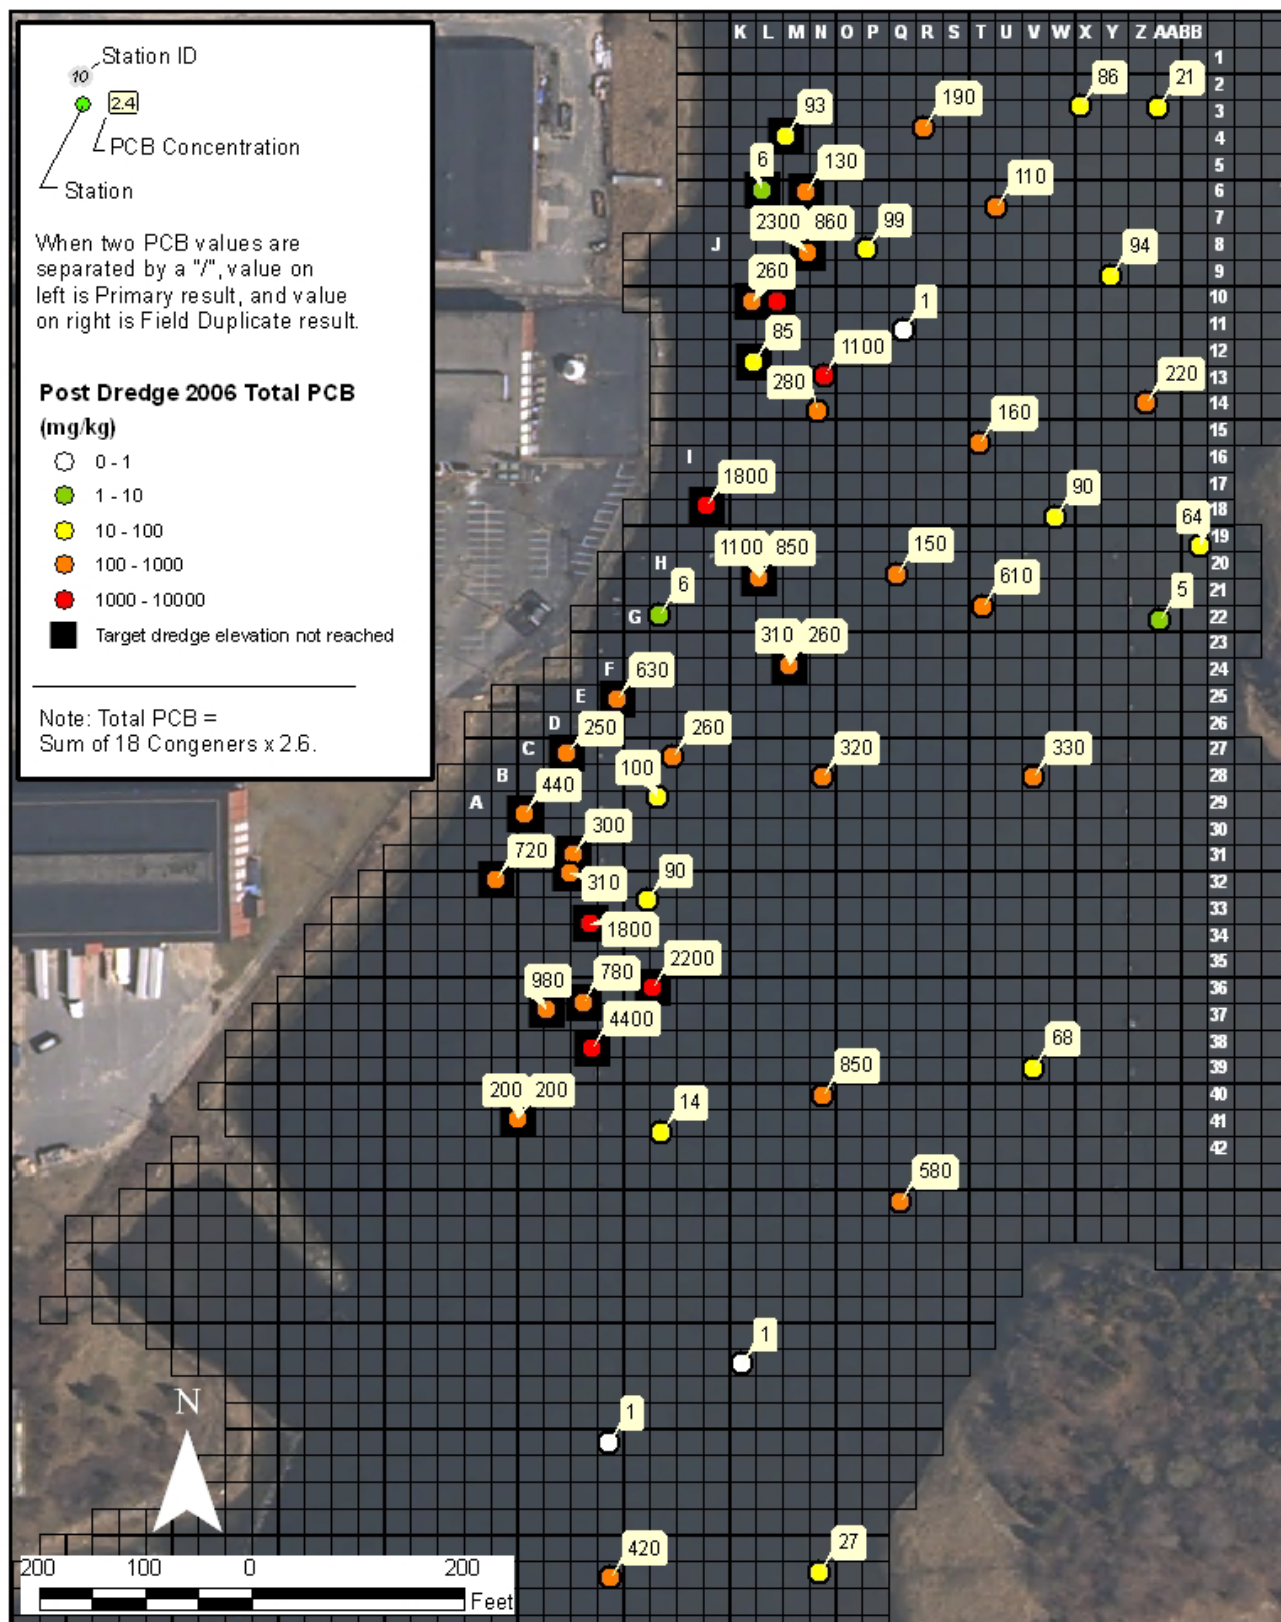 Station ID
10
2.4
PCB Concentration
Station
When two PCB values are
separated by a "/", value on
left is Primary result, and value
on right is Field Duplicate result.
Post Dredge 2006 Total PCB
(mg/kg)
0 - 1
1 - 10
10 - 100
100 - 1000
1000 - 10000
Target dredge elevation not reached
Note: Total PCB =
Sum of 18 Congeners x 2.6.
K L M N O P Q R S T U V W X Y Z AABB
1
86 21
2
93 190
3
4
6 130
5
110
6
7
2300 860 99
J 94
8
9
260
10
1
11
85 1100
12
280 220
13
14
160
15
I
16
1800 90
17
18
64
19
1100 850 150
H
20
6 610 5
21
G
22
310 260
23
F 630
24
E
25
D 250 260
26
C 320 330
27
B 100
28
A 440
29
300
30
720
31
310 90
32
33
1800
34
2200
35
980 780
36
37
4400
38
68
39
850
200 200
40
14
41
42
580
1
N
1
420 27
200 100 0 200
Feet